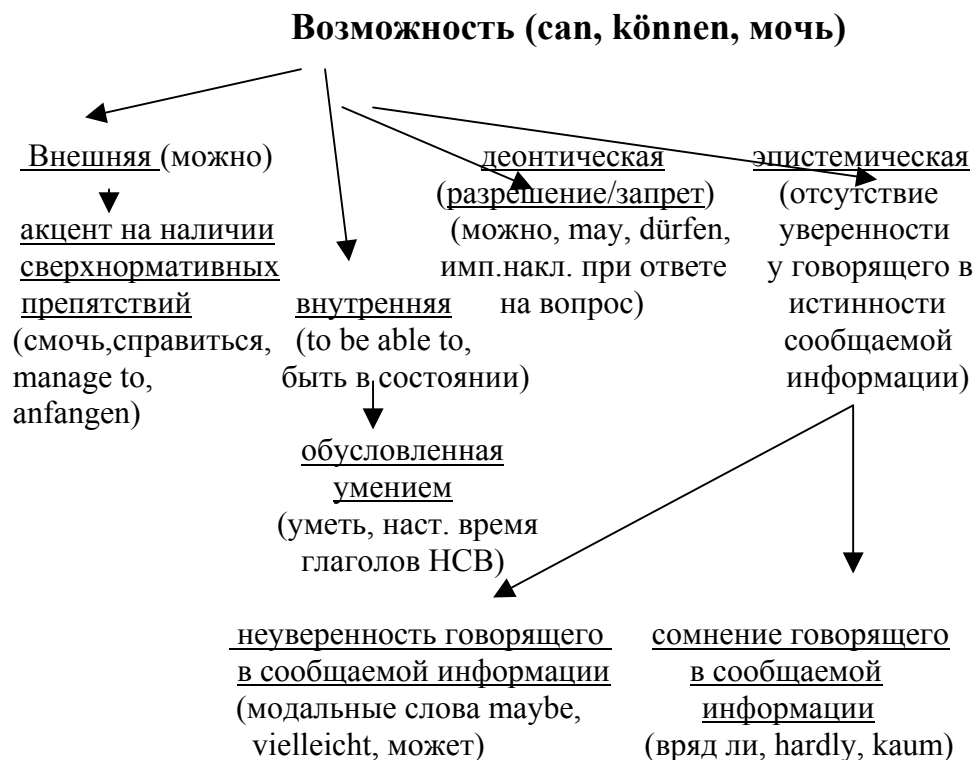 Возможность (can, können, мочь)
Внешняя (можно)
акцент на наличии
сверхнормативных
препятствий
(смочь,справиться,
manage to,
anfangen)
внутренняя
(to be able to,
быть в состоянии)
обусловленная
умением
(уметь, наст. время
глаголов НСВ)
деонтическая
(разрешение/запрет)
(можно, may, dürfen,
имп.накл. при ответе
на вопрос)
эпистемическая
(отсутствие
уверенности
у говорящего в
истинности
сообщаемой
информации)
неуверенность говорящего
в сообщаемой информации
(модальные слова maybe,
vielleicht, может)
сомнение говорящего
в сообщаемой
информации
(вряд ли, hardly, kaum)